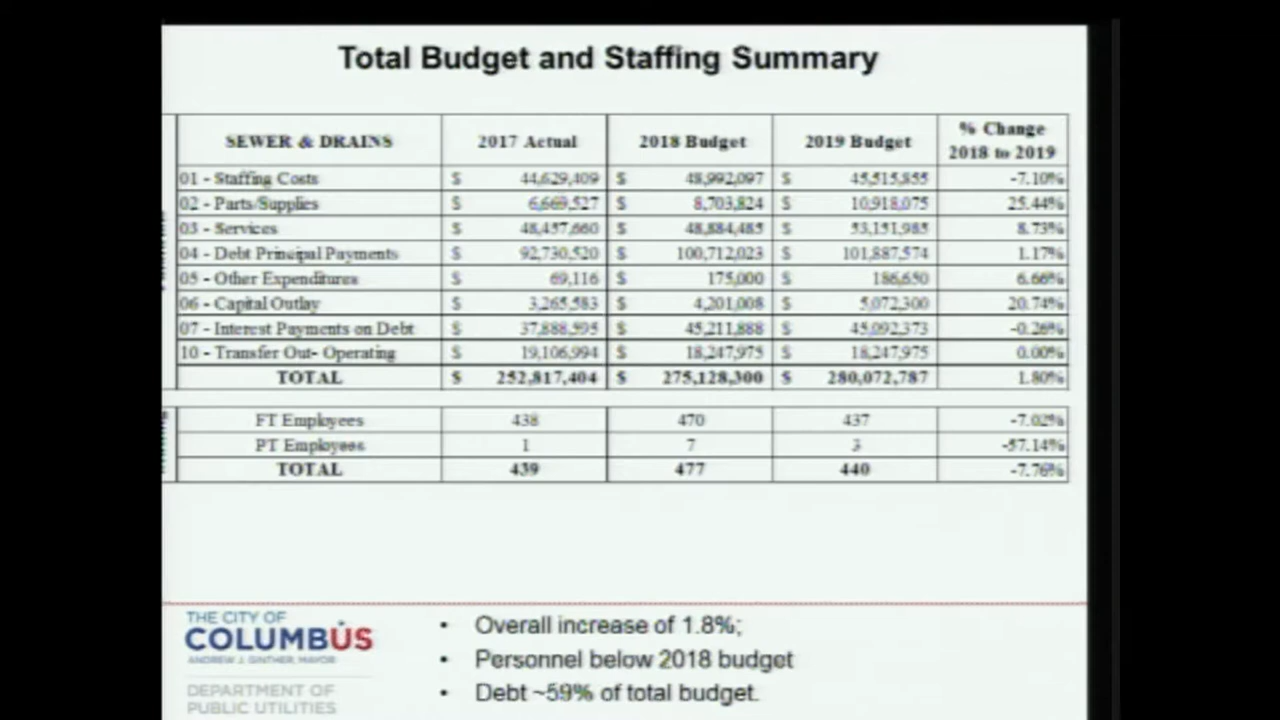 Total Budget and Staffing Summary
SEWER & DRAINS 2017 Actual 2018 Budget 2019 Budget % Change 2018 to 2019
01 - Staffing Costs $ 44,629,409 $ 48,992,097 $ 45,515,855 -7.10%
02 - Parts/Supplies $ 6,669,527 $ 8,703,824 $ 10,918,075 25.44%
03 - Services $ 48,457,660 $ 48,884,485 $ 53,151,985 8.73%
04 - Debt Principal Payments $ 92,730,520 $ 100,712,023 $ 101,887,574 1.17%
05 - Other Expenditures $ 69,116 $ 175,000 $ 186,650 6.66%
06 - Capital Outlay $ 3,265,583 $ 4,201,008 $ 5,072,300 20.74%
07 - Interest Payments on Debt $ 37,888,595 $ 45,211,888 $ 45,092,373 -0.26%
10 - Transfer Out- Operating $ 19,106,994 $ 18,247,975 $ 18,247,975 0.00%
TOTAL $ 252,817,404 $ 275,128,300 $ 280,072,787 1.80%
FT Employees 438 470 437 -7.02%
PT Employees 1 7 3 -57.14%
TOTAL 439 477 440 -7.76%
THE CITY OF
COLUMBUS
ANDREW J. GINTHER, MAYOR
DEPARTMENT OF
PUBLIC UTILITIES
• Overall increase of 1.8%;
• Personnel below 2018 budget
• Debt ~59% of total budget.